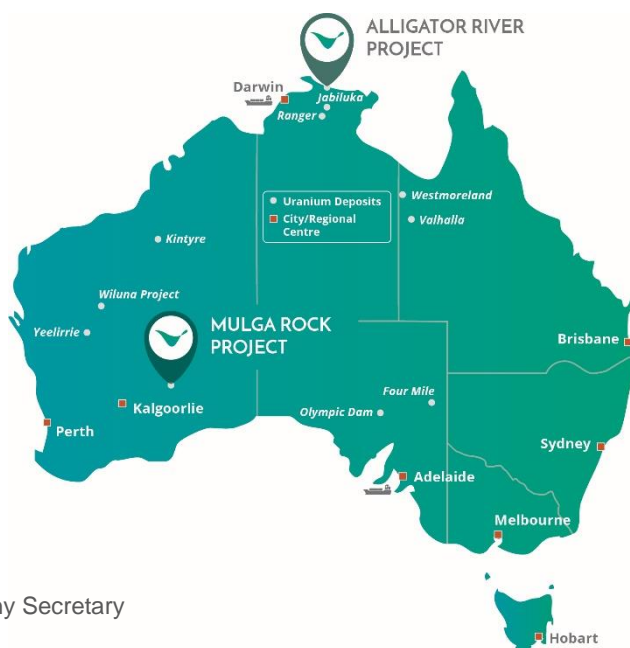 ALLIGATOR RIVER
PROJECT
Darwin
Jabiluka
Ranger
Uranium Deposits
City/Regional
Centre
Westmoreland
Valhalla
Kintyre
Wiluna Project
Yeelirrie
MULGA ROCK
PROJECT
Brisbane
Kalgoorlie
Perth
Four Mile
Olympic Dam
Sydney
Adelaide
Melbourne
Secretary
Hobart